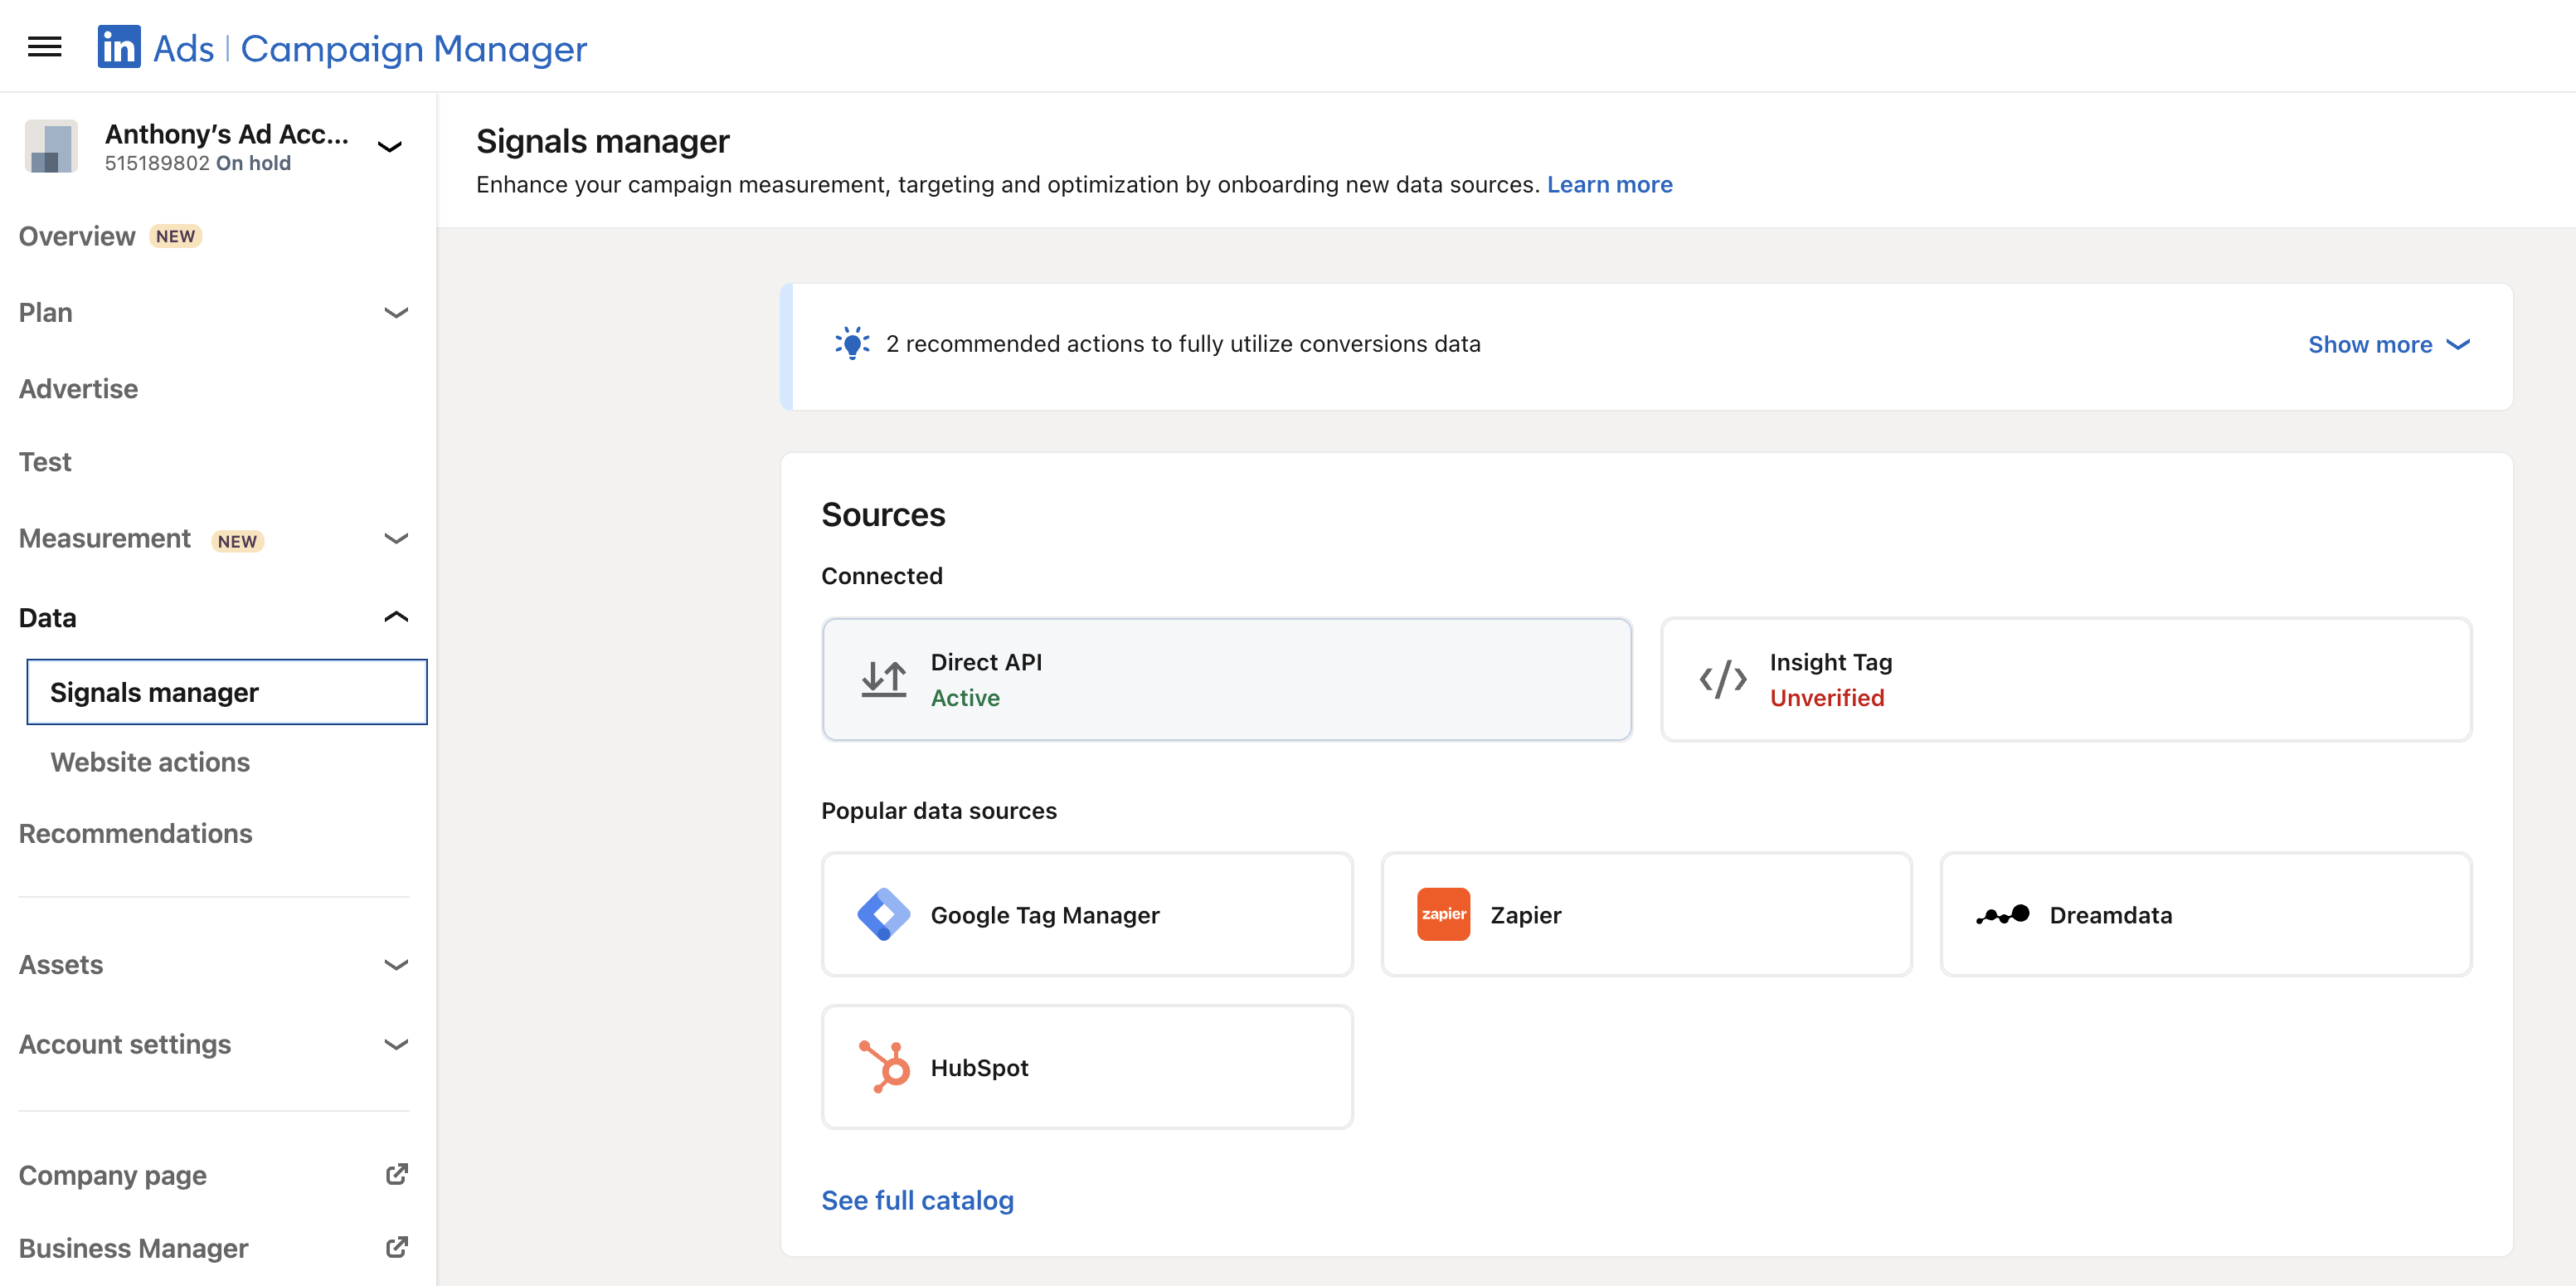 in Ads | Campaign Manager
Anthony’s Ad Acc...
515189802 On hold
Overview NEW
Plan
Advertise
Test
Measurement NEW
Data
Signals manager
Website actions
Recommendations
Assets
Account settings
Company page
Business Manager
Signals manager
Enhance your campaign measurement, targeting and optimization by onboarding new data sources. Learn more
2 recommended actions to fully utilize conversions data
Show more
Sources
Connected
Direct API
Active
Insight Tag
Unverified
Popular data sources
Google Tag Manager
zapier Zapier
Dreamdata
HubSpot
See full catalog